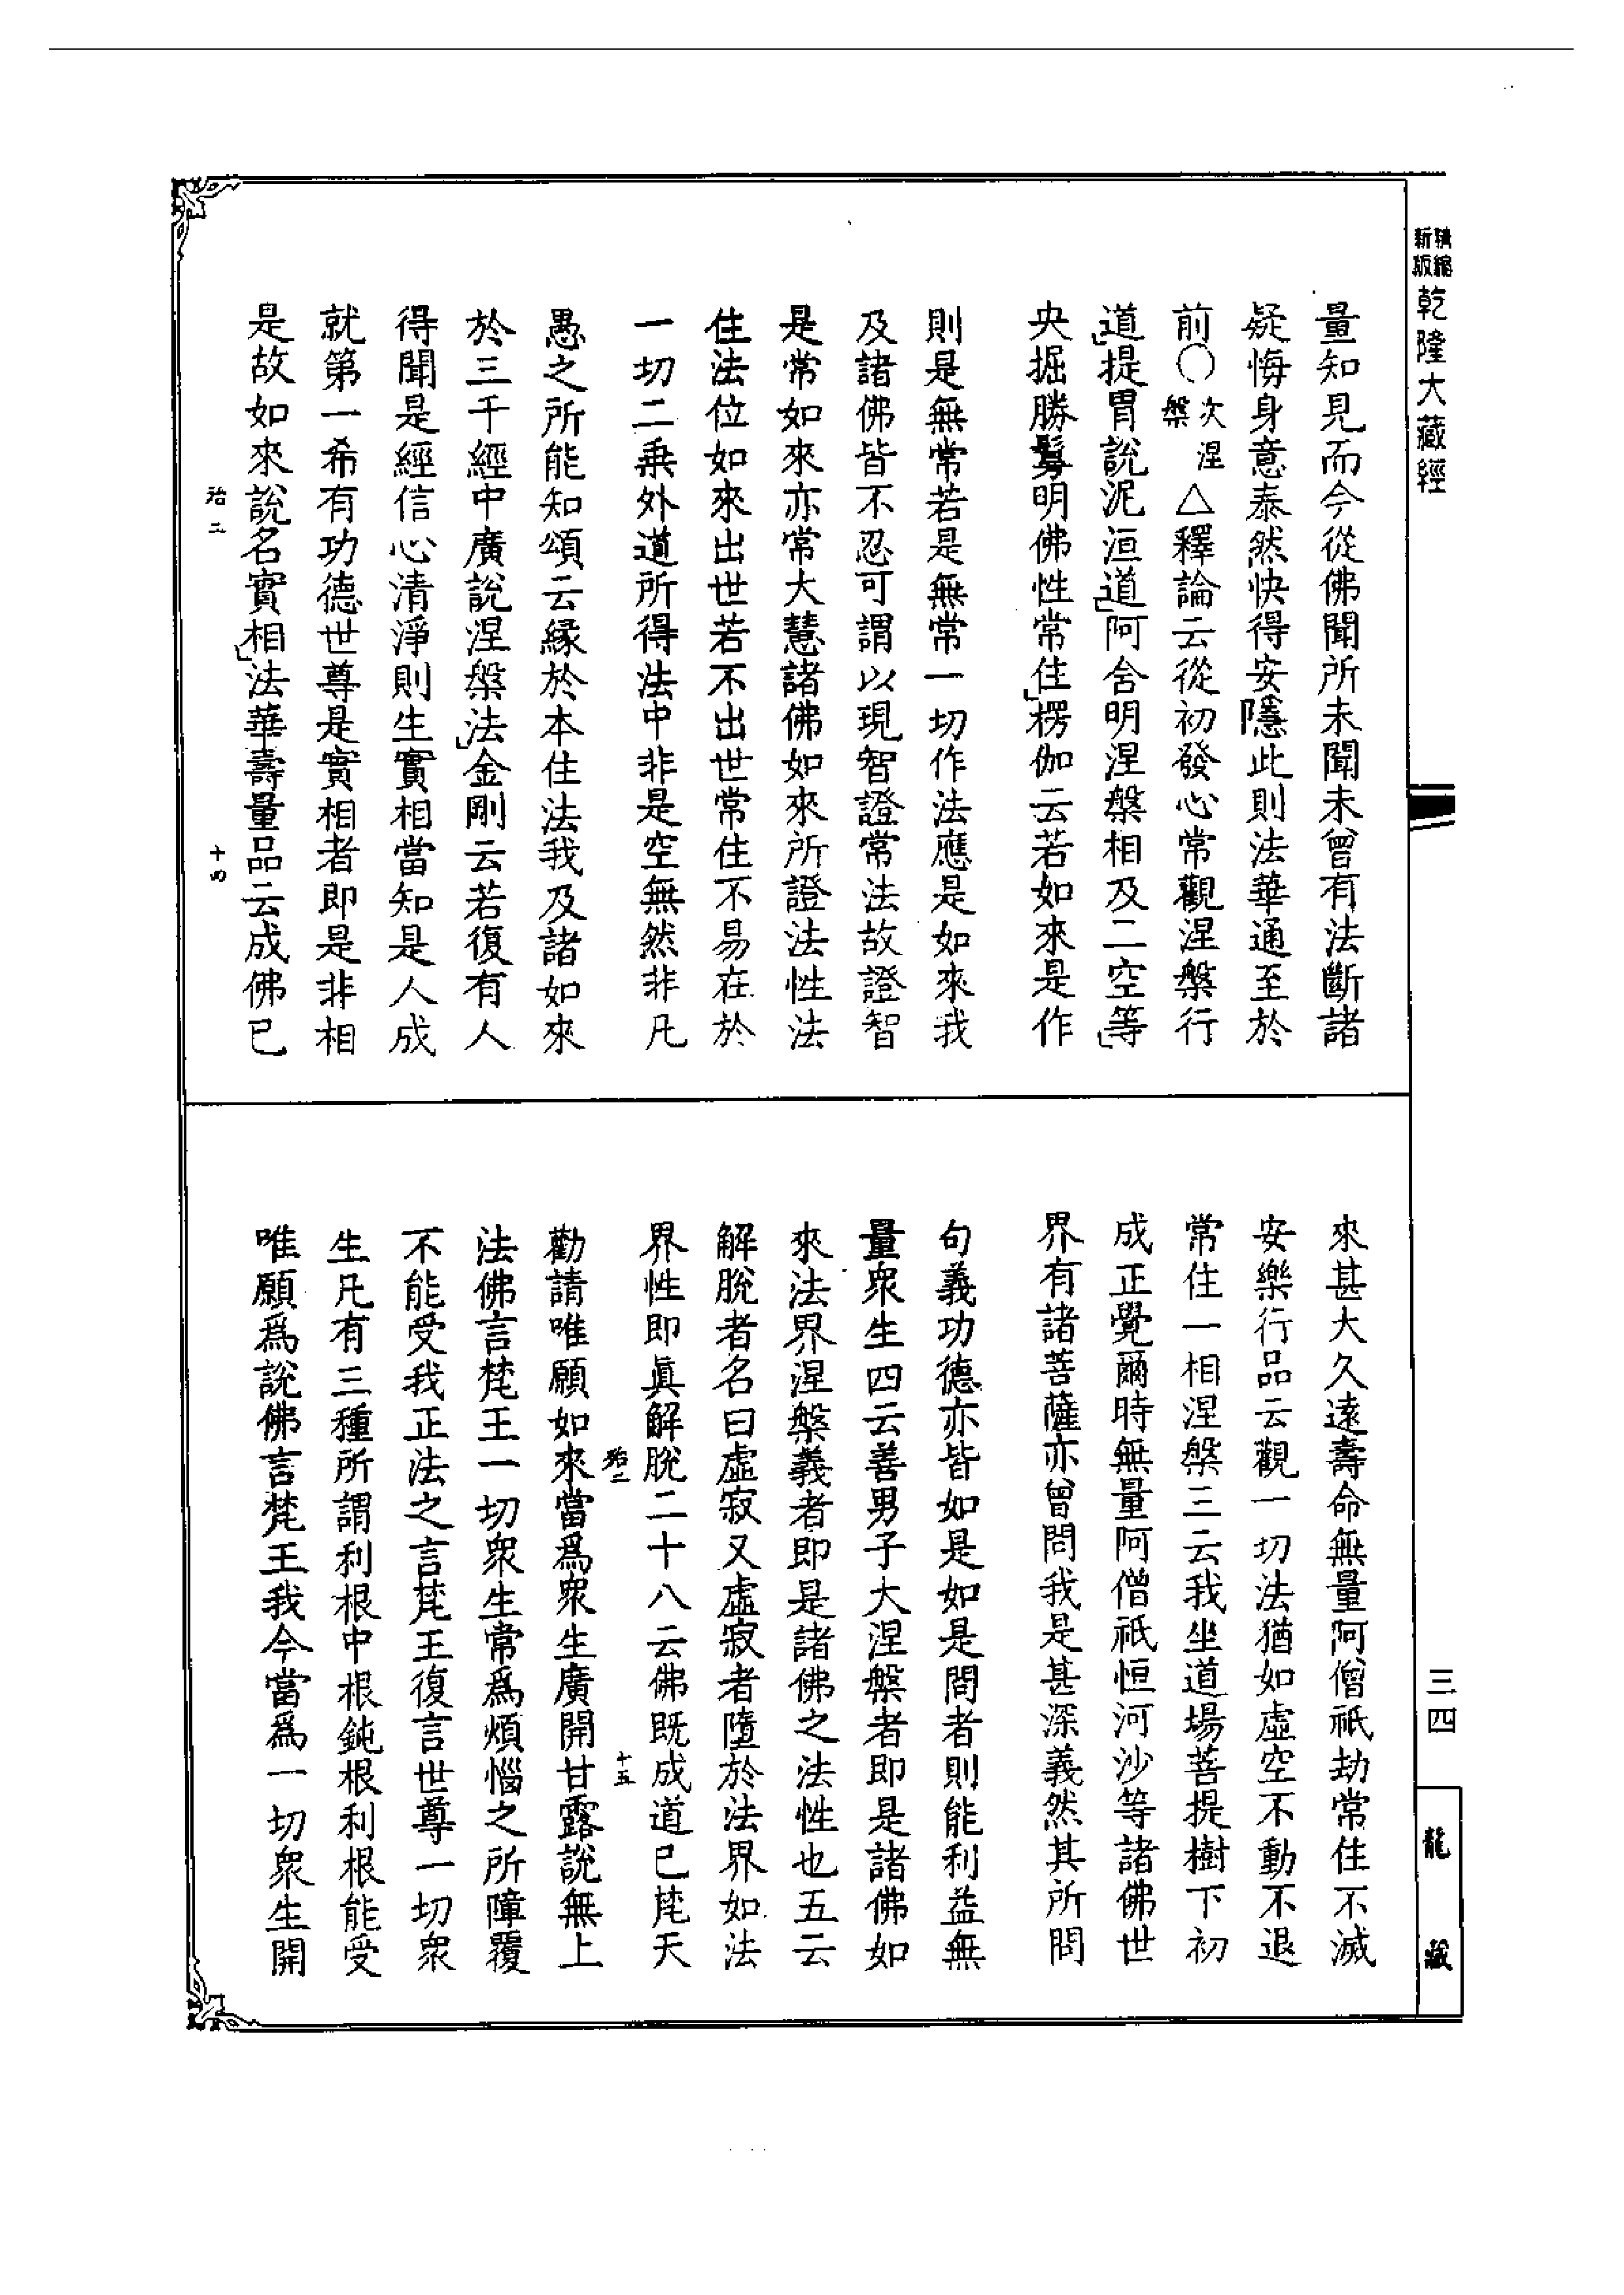 精縮新版乾隆大藏經
量知見而今從佛聞所未聞未曾有法斷諸
疑悔身意泰然快得安隱此則法華通至於
前○次涅槃△釋論云從初發心常觀涅槃行
道提胃說泥洹道阿含明涅槃相及二空等
央掘勝鬘明佛性常住楞伽云若如來是作
則是無常若是無常一切作法應是如來我
及諸佛皆不忍可謂以現智證常法故證智
是常如來亦常大慧諸佛如來所證法性法
住法位如來出世若不出世常住不易在於
一切二乘外道所得法中非是空無然非凡
愚之所能知頌云緣於本住法我及諸如來
於三千經中廣說涅槃法金剛云若復有人
得聞是經信心清淨則生實相當知是人成
就第一希有功德世尊是實相者即是非相
是故如來說名實相法華壽量品云成佛已
治二
十四
來甚大久遠壽命無量阿僧祇劫常住不滅
安樂行品云觀一切法猶如虛空不動不退
常住一相涅槃三云我坐道場菩提樹下初
成正覺爾時無量阿僧祇恒河沙等諸佛世
界有諸菩薩亦曾問我是甚深義然其所問
句義功德亦皆如是如是問者則能利益無
量衆生四云善男子大涅槃者即是諸佛如
來法界涅槃義者即是諸佛之法性也五云
解脫者名曰虛寂又虛寂者墮於法界如法
界性即眞解脫二十八云佛既成道已梵天
治二
十五
勸請唯願如來當爲衆生廣開甘露說無上
法佛言梵王一切衆生常爲煩惱之所障覆
不能受我正法之言梵王復言世尊一切衆
生凡有三種所謂利根中根鈍根利根能受
唯願爲說佛言梵王我今當爲一切衆生開
三四
龍藏